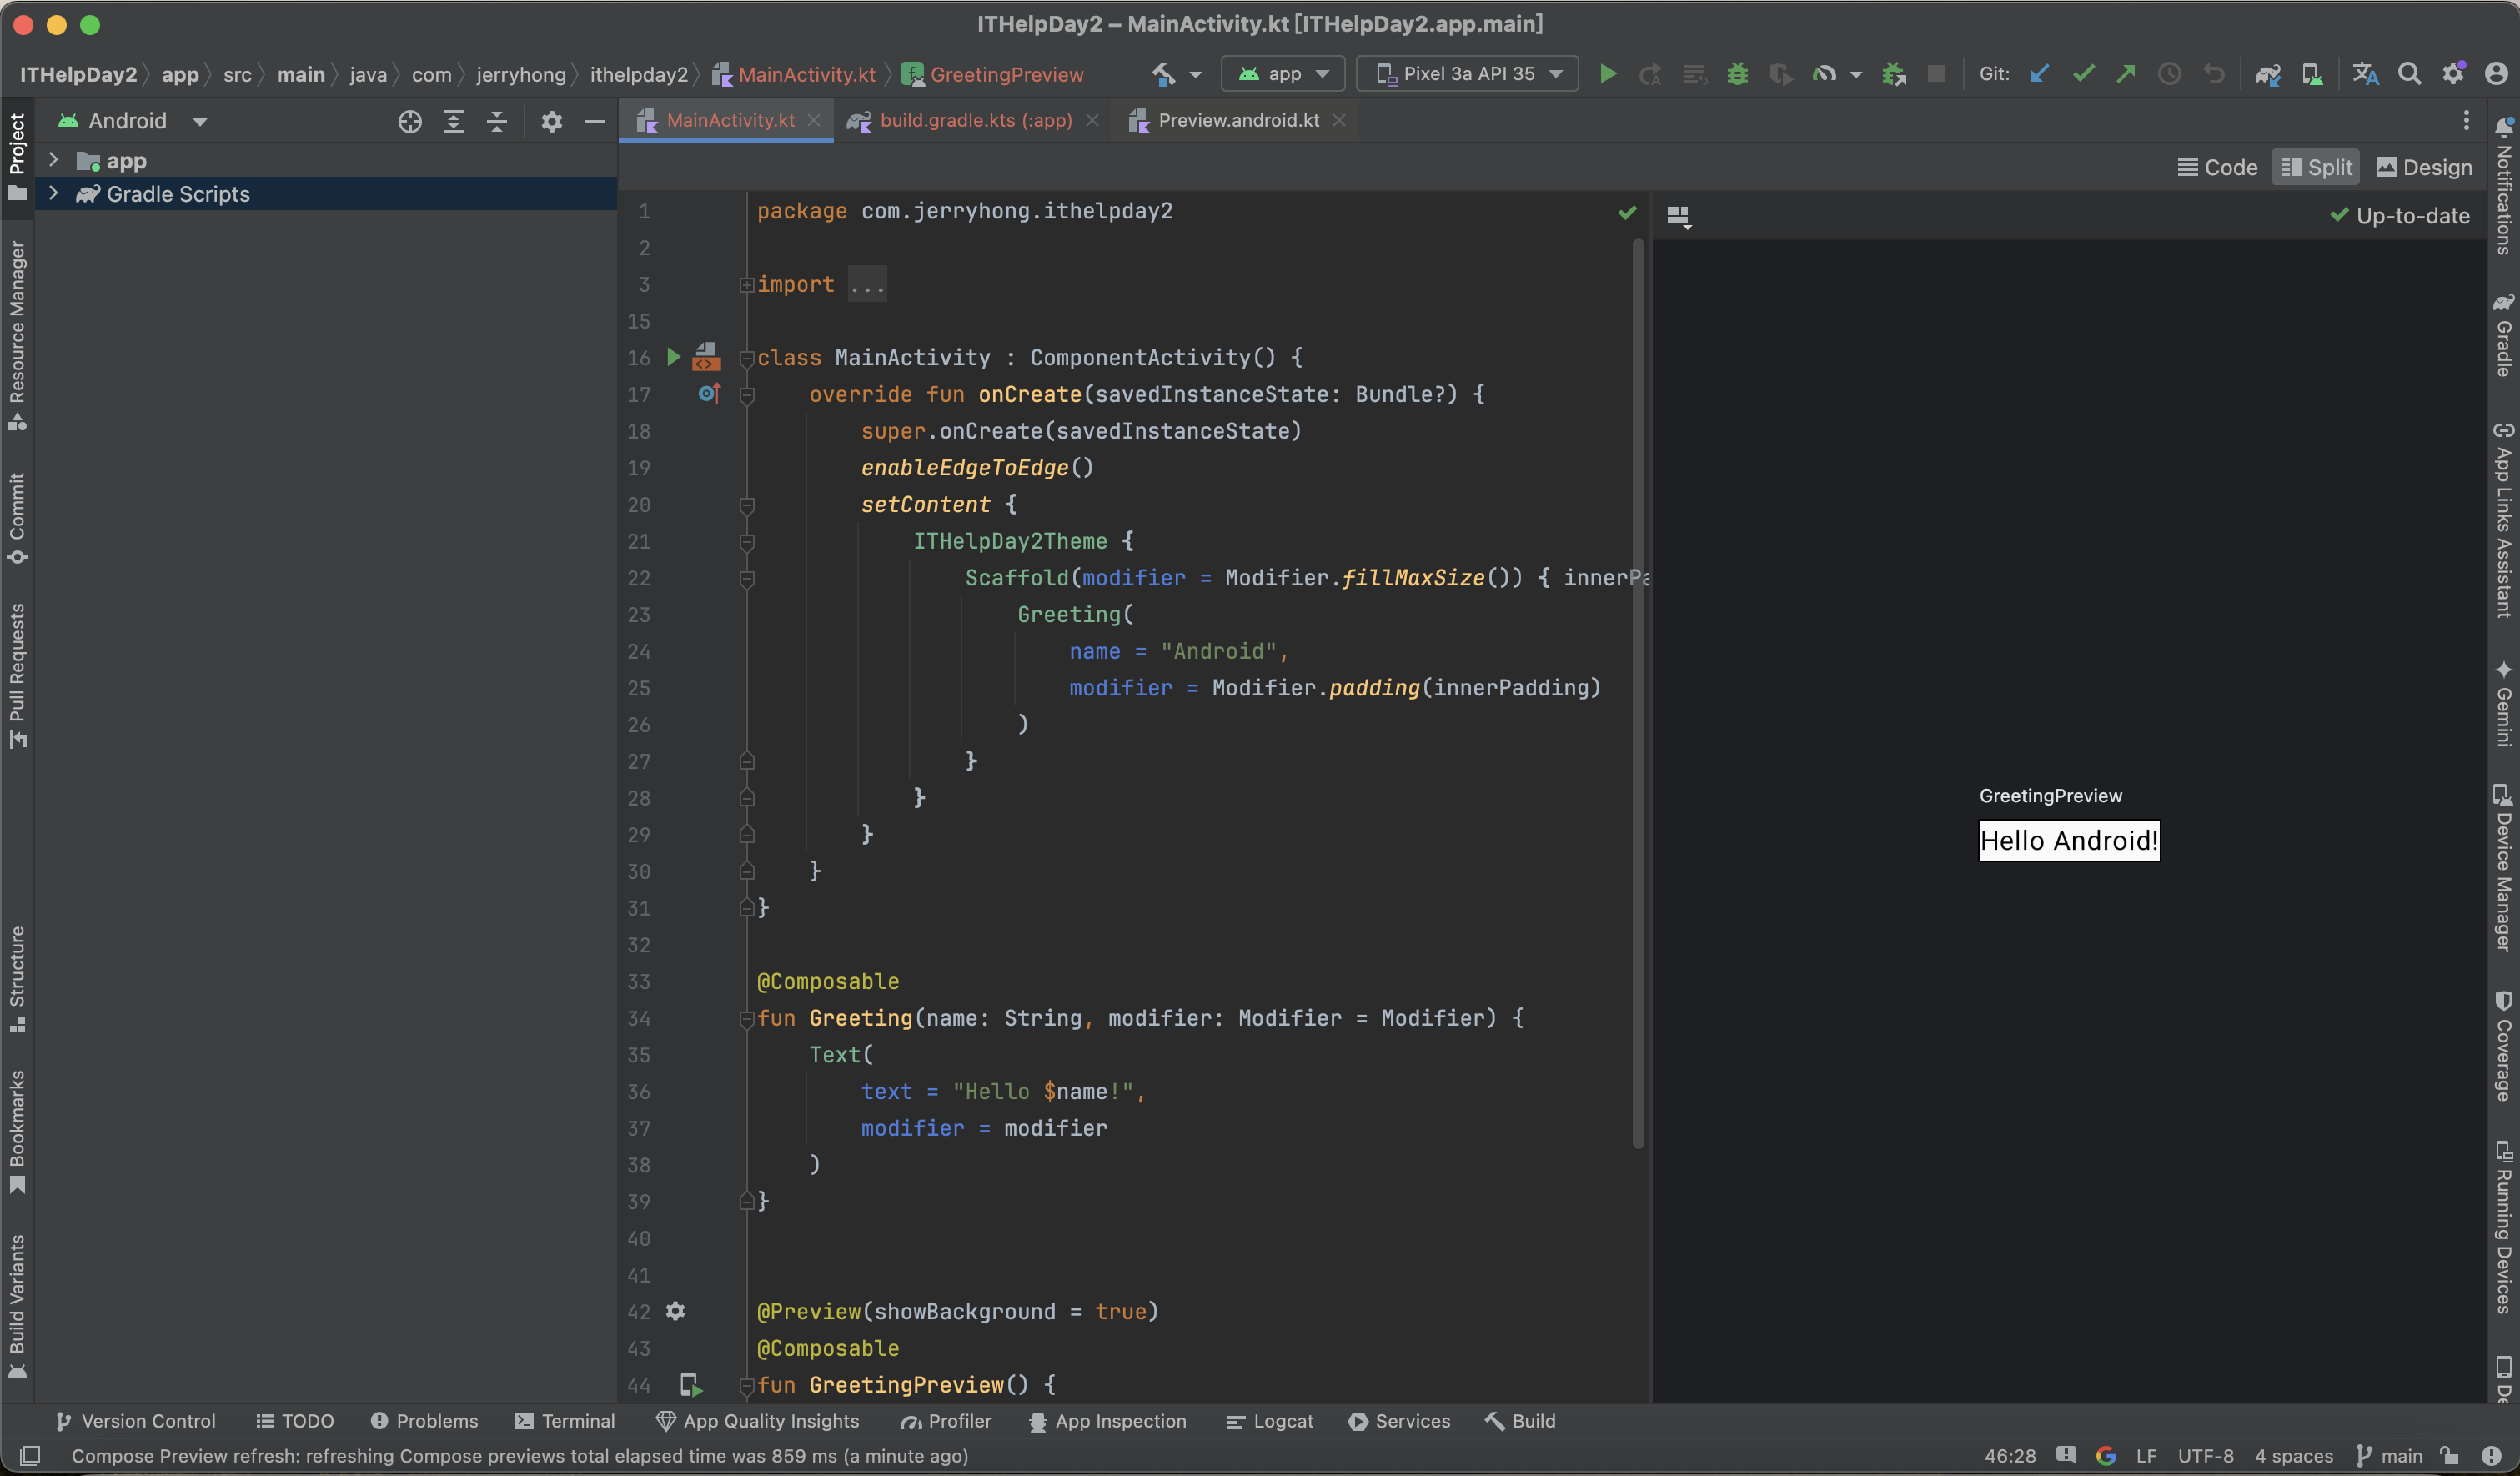 ITHelpDay2 – MainActivity.kt [ITHelpDay2.app.main]
ITHelpDay2 app src main java com jerryhong ithelpday2 MainActivity.kt GreetingPreview
app Pixel 3a API 35 Git:
Android
MainActivity.kt build.gradle.kts (:app) Preview.android.kt
app
Gradle Scripts
Code Split Design
Up-to-date
Project
Resource Manager
Commit
Pull Requests
Structure
Bookmarks
Build Variants
1 package com.jerryhong.ithelpday2
2
3 import ...
15
16 class MainActivity : ComponentActivity() {
17 override fun onCreate(savedInstanceState: Bundle?) {
18 super.onCreate(savedInstanceState)
19 enableEdgeToEdge()
20 setContent {
21 ITHelpDay2Theme {
22 Scaffold(modifier = Modifier.fillMaxSize()) { innerPa
23 Greeting(
24 name = "Android",
25 modifier = Modifier.padding(innerPadding)
26 )
27 }
28 }
29 }
30 }
31 }
32
33 @Composable
34 fun Greeting(name: String, modifier: Modifier = Modifier) {
35 Text(
36 text = "Hello $name!",
37 modifier = modifier
38 )
39 }
40
41
42 @Preview(showBackground = true)
43 @Composable
44 fun GreetingPreview() {
GreetingPreview
Hello Android!
Notifications
Gradle
App Links Assistant
Gemini
Device Manager
Coverage
Running Devices
De
Version Control TODO Problems Terminal App Quality Insights Profiler App Inspection Logcat Services Build
Compose Preview refresh: refreshing Compose previews total elapsed time was 859 ms (a minute ago)
46:28 LF UTF-8 4 spaces main